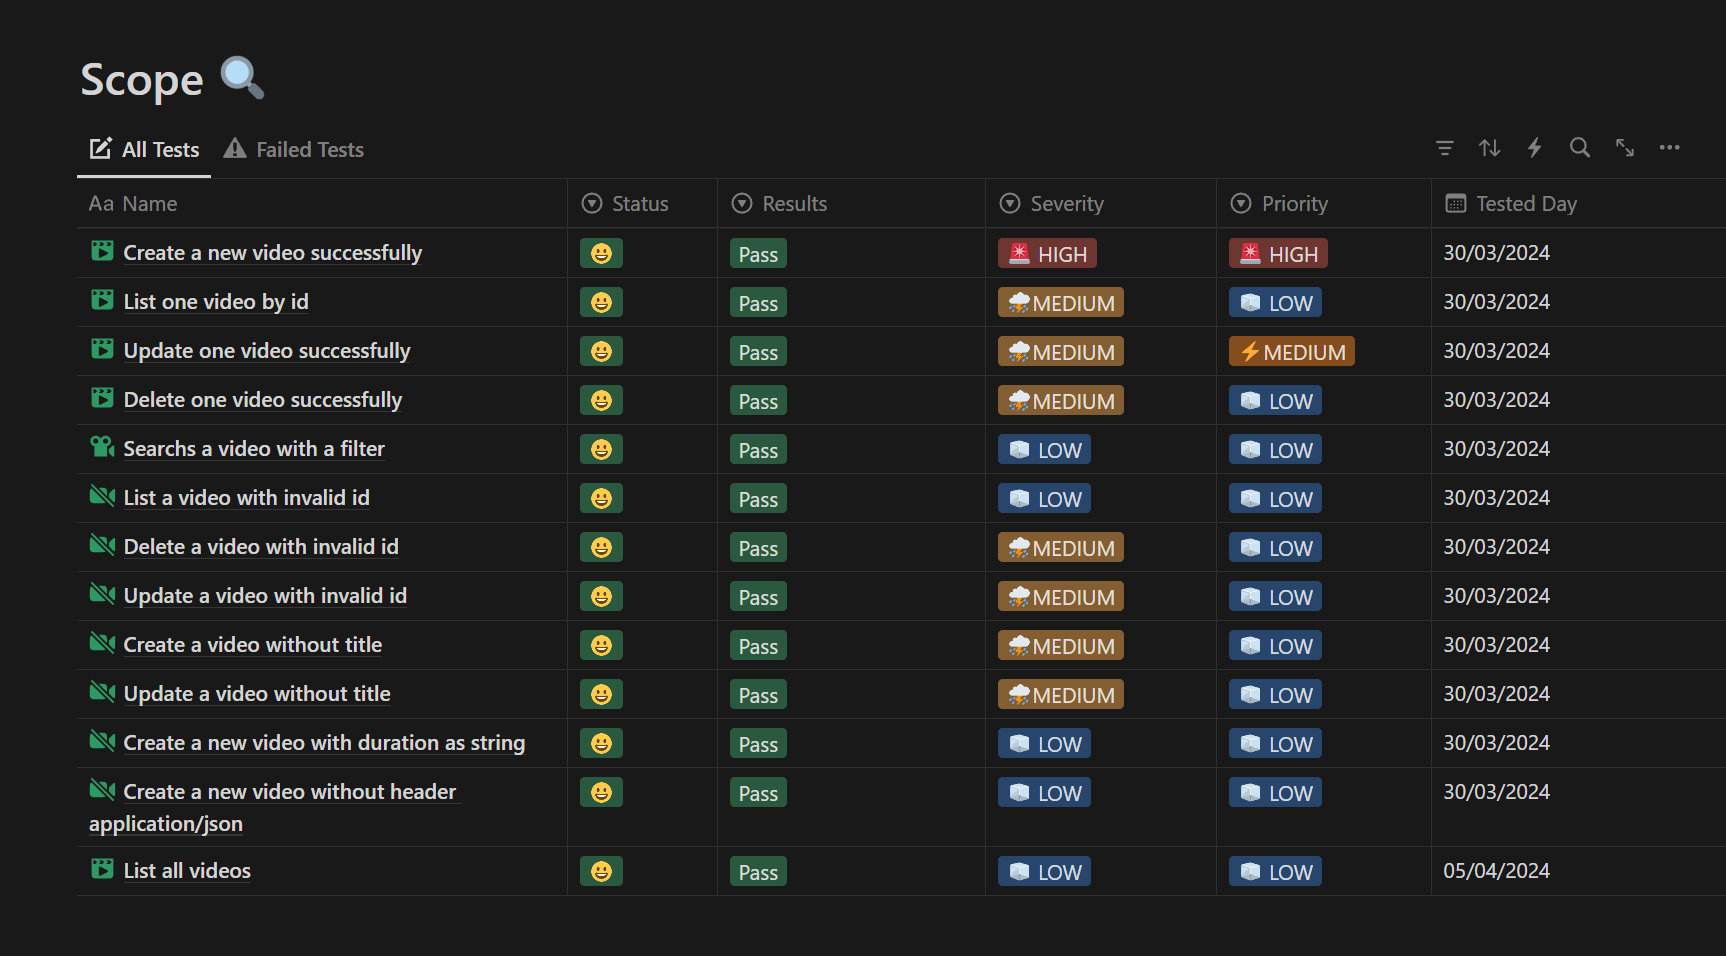 Scope
All Tests Failed Tests
Aa Name Status Results Severity Priority Tested Day
Create a new video successfully Pass HIGH HIGH 30/03/2024
List one video by id Pass MEDIUM LOW 30/03/2024
Update one video successfully Pass MEDIUM MEDIUM 30/03/2024
Delete one video successfully Pass MEDIUM LOW 30/03/2024
Searchs a video with a filter Pass LOW LOW 30/03/2024
List a video with invalid id Pass LOW LOW 30/03/2024
Delete a video with invalid id Pass MEDIUM LOW 30/03/2024
Update a video with invalid id Pass MEDIUM LOW 30/03/2024
Create a video without title Pass MEDIUM LOW 30/03/2024
Update a video without title Pass MEDIUM LOW 30/03/2024
Create a new video with duration as string Pass LOW LOW 30/03/2024
Create a new video without header Pass LOW LOW 30/03/2024
application/json
List all videos Pass LOW LOW 05/04/2024